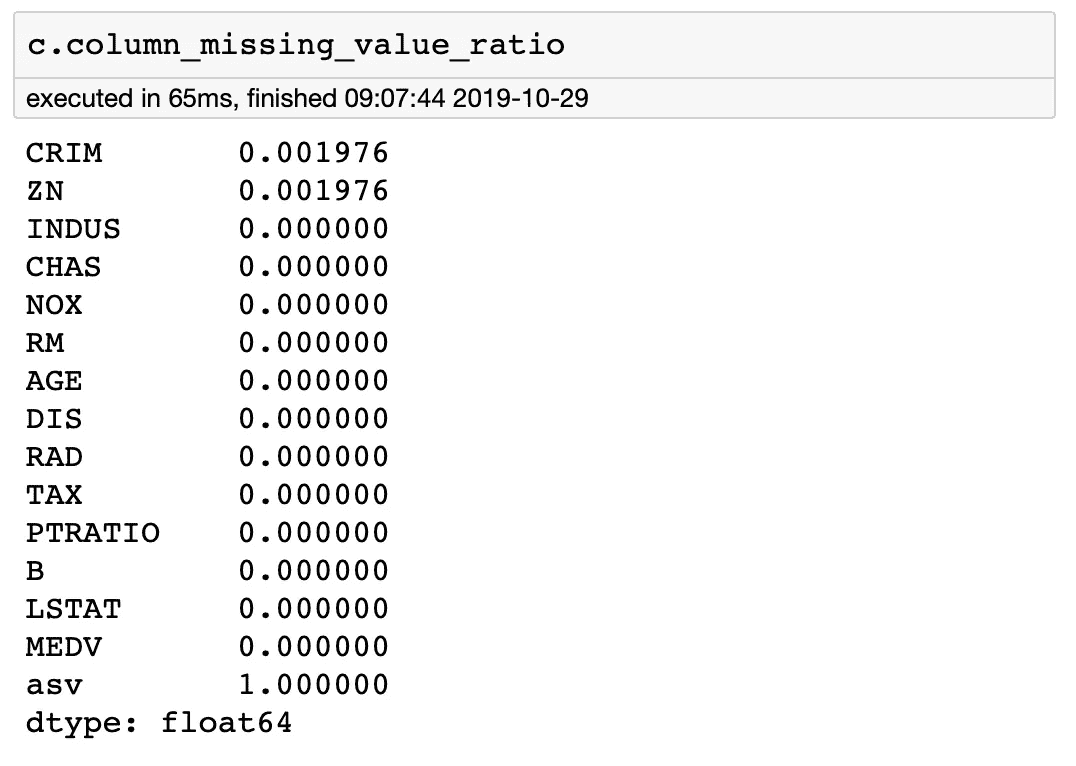 c.column_missing_value_ratio
executed in 65ms, finished 09:07:44 2019-10-29
CRIM 0.001976
ZN 0.001976
INDUS 0.000000
CHAS 0.000000
NOX 0.000000
RM 0.000000
AGE 0.000000
DIS 0.000000
RAD 0.000000
TAX 0.000000
PTRATIO 0.000000
B 0.000000
LSTAT 0.000000
MEDV 0.000000
asv 1.000000
dtype: float64